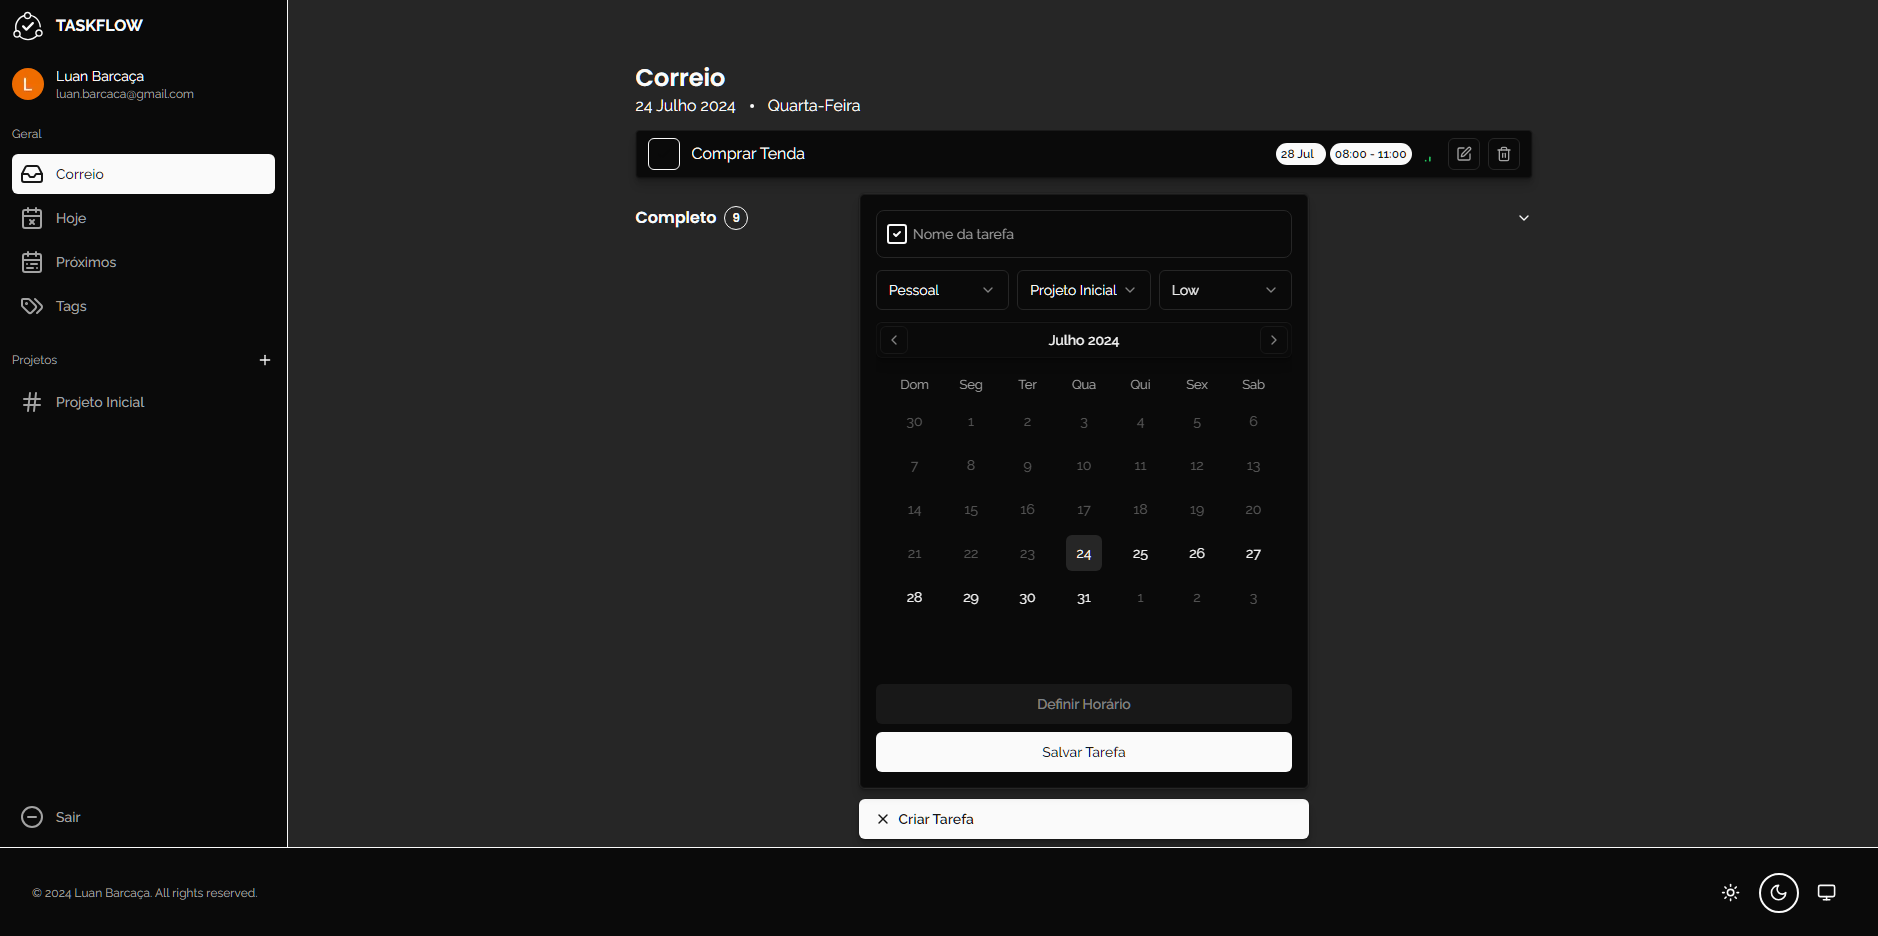 TASKFLOW
L
Luan Barcaça
luan.barcaca@gmail.com
Geral
Correio
Hoje
Próximos
Tags
Projetos
Projeto Inicial
Sair
Correio
24 Julho 2024 • Quarta-Feira
Comprar Tenda 28 Jul 08:00 - 11:00
Completo 9
Nome da tarefa
Pessoal Projeto Inicial Low
Julho 2024
Dom Seg Ter Qua Qui Sex Sab
30 1 2 3 4 5 6
7 8 9 10 11 12 13
14 15 16 17 18 19 20
21 22 23 24 25 26 27
28 29 30 31 1 2 3
Definir Horário
Salvar Tarefa
Criar Tarefa
© 2024 Luan Barcaça. All rights reserved.